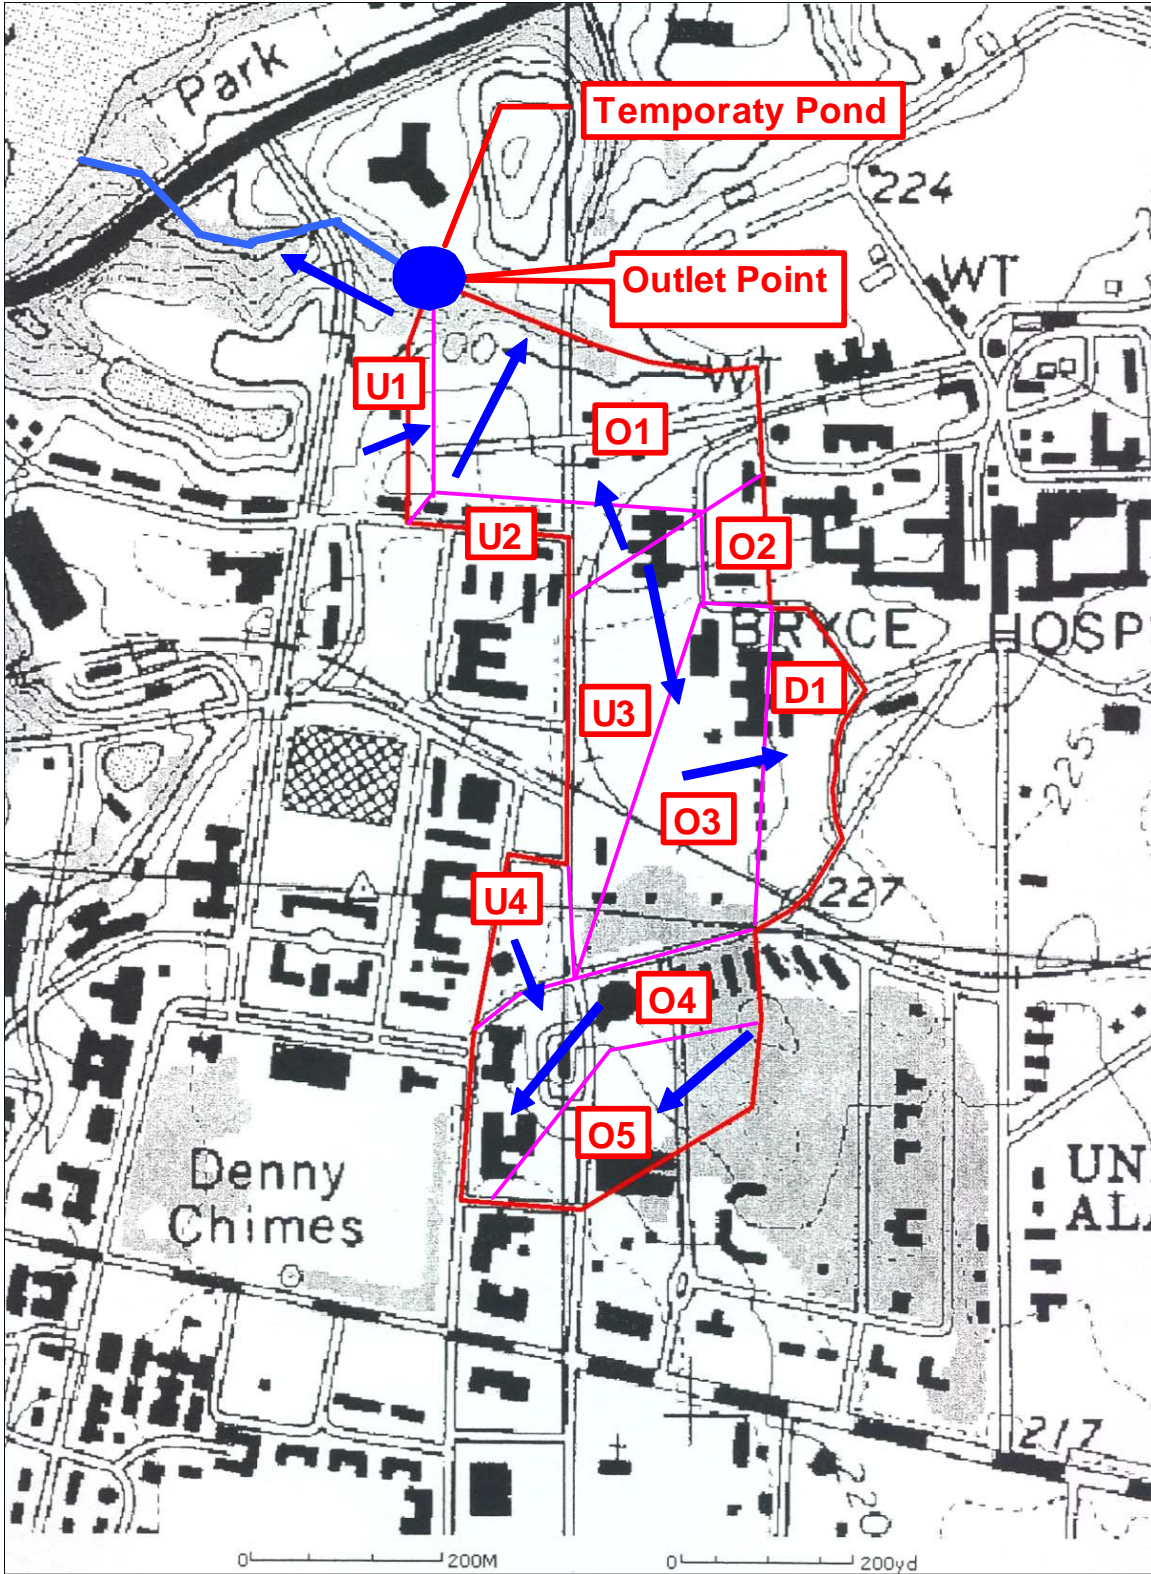 Park
Temporaty Pond
224
Outlet Point
WT
WT
U1
O1
U2
O2
BRYCE HOSP
D1
U3
225
O3
U4
227
O4
O5
Denny
Chimes
UN
AL
217
220
0 200M 0 200yd